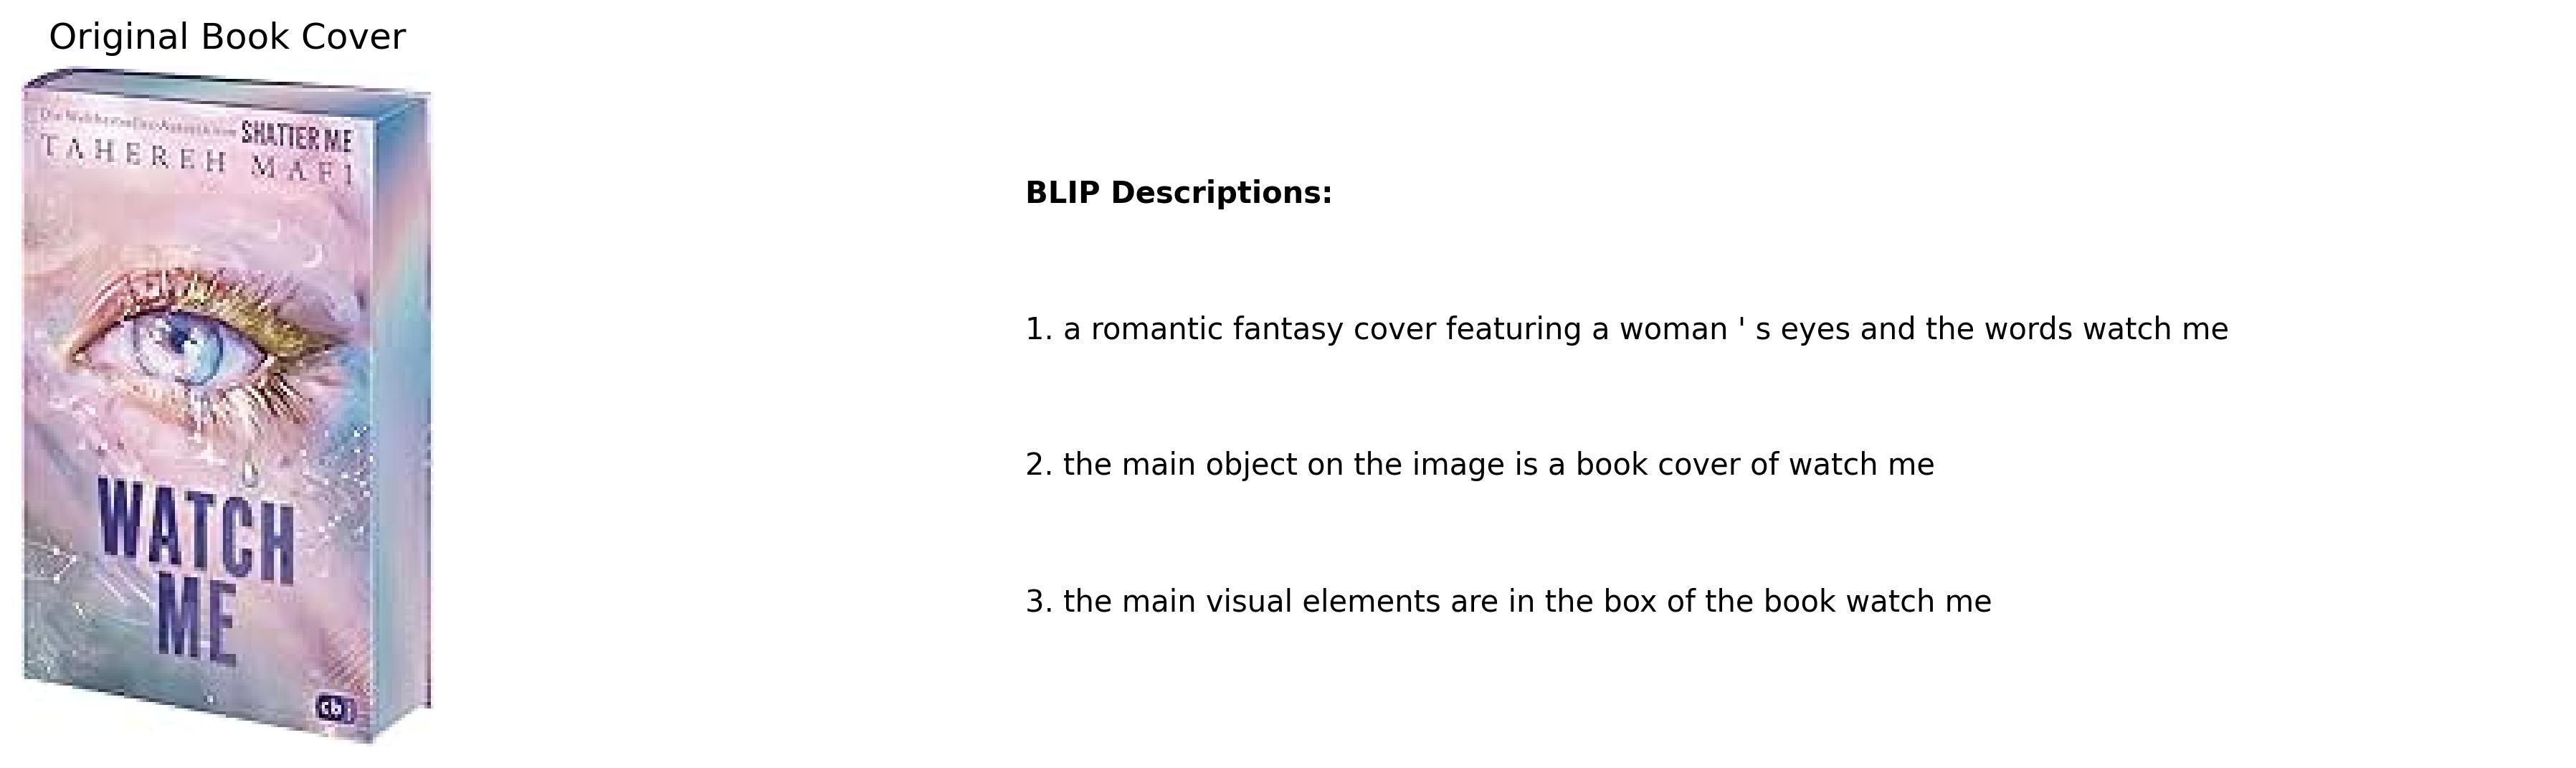 Original Book Cover
SHATTER ME
TAHEREH MAFI
WATCH
ME
cbj
BLIP Descriptions:
1. a romantic fantasy cover featuring a woman ' s eyes and the words watch me
2. the main object on the image is a book cover of watch me
3. the main visual elements are in the box of the book watch me